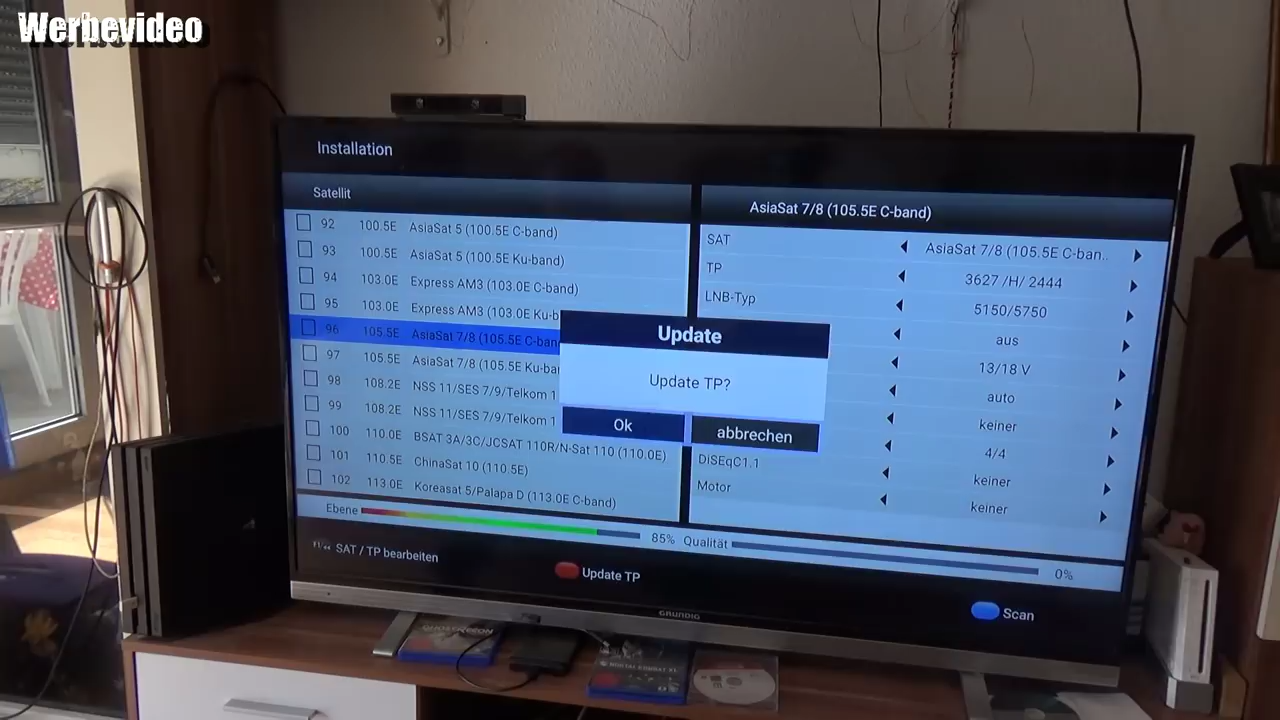 Werbevideo
Installation
Satellit
AsiaSat 7/8 (105.5E C-band)
92 100.5E AsiaSat 5 (100.5E C-band)
93 100.5E AsiaSat 5 (100.5E Ku-band)
94 103.0E Express AM3 (103.0E C-band)
95 103.0E Express AM3 (103.0E Ku-b
96 105.5E AsiaSat 7/8 (105.5E C-ban
97 105.5E AsiaSat 7/8 (105.5E Ku-ba
98 108.2E NSS 11/SES 7/9/Telkom 1
99 108.2E NSS 11/SES 7/9/Telkom 1
100 110.0E BSAT 3A/3C/JCSAT 110R/N-Sat 110 (110.0E)
101 110.5E ChinaSat 10 (110.5E)
102 113.0E Koreasat 5/Palapa D (113.0E C-band)
SAT AsiaSat 7/8 (105.5E C-ban..
TP 3627 /H/ 2444
LNB-Typ 5150/5750
aus
13/18 V
auto
keiner
4/4
DiSEqC1.1 keiner
Motor keiner
Update
Update TP?
Ok abbrechen
Ebene 85% Qualität 0%
SAT / TP bearbeiten
Update TP
Scan
GRUNDIG
MORTAL KOMBAT XL